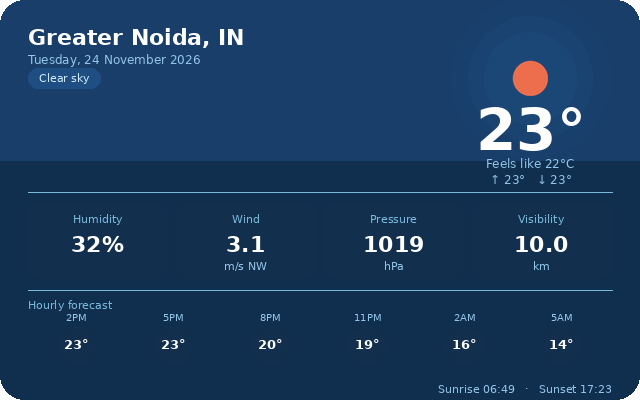 Greater Noida, IN
Tuesday, 24 November 2026
Clear sky
23°
Feels like 22°C
↑ 23° ↓ 23°
Humidity Wind Pressure Visibility
32% 3.1 1019 10.0
m/s NW hPa km
Hourly forecast
2PM 5PM 8PM 11PM 2AM 5AM
23° 23° 20° 19° 16° 14°
Sunrise 06:49 · Sunset 17:23